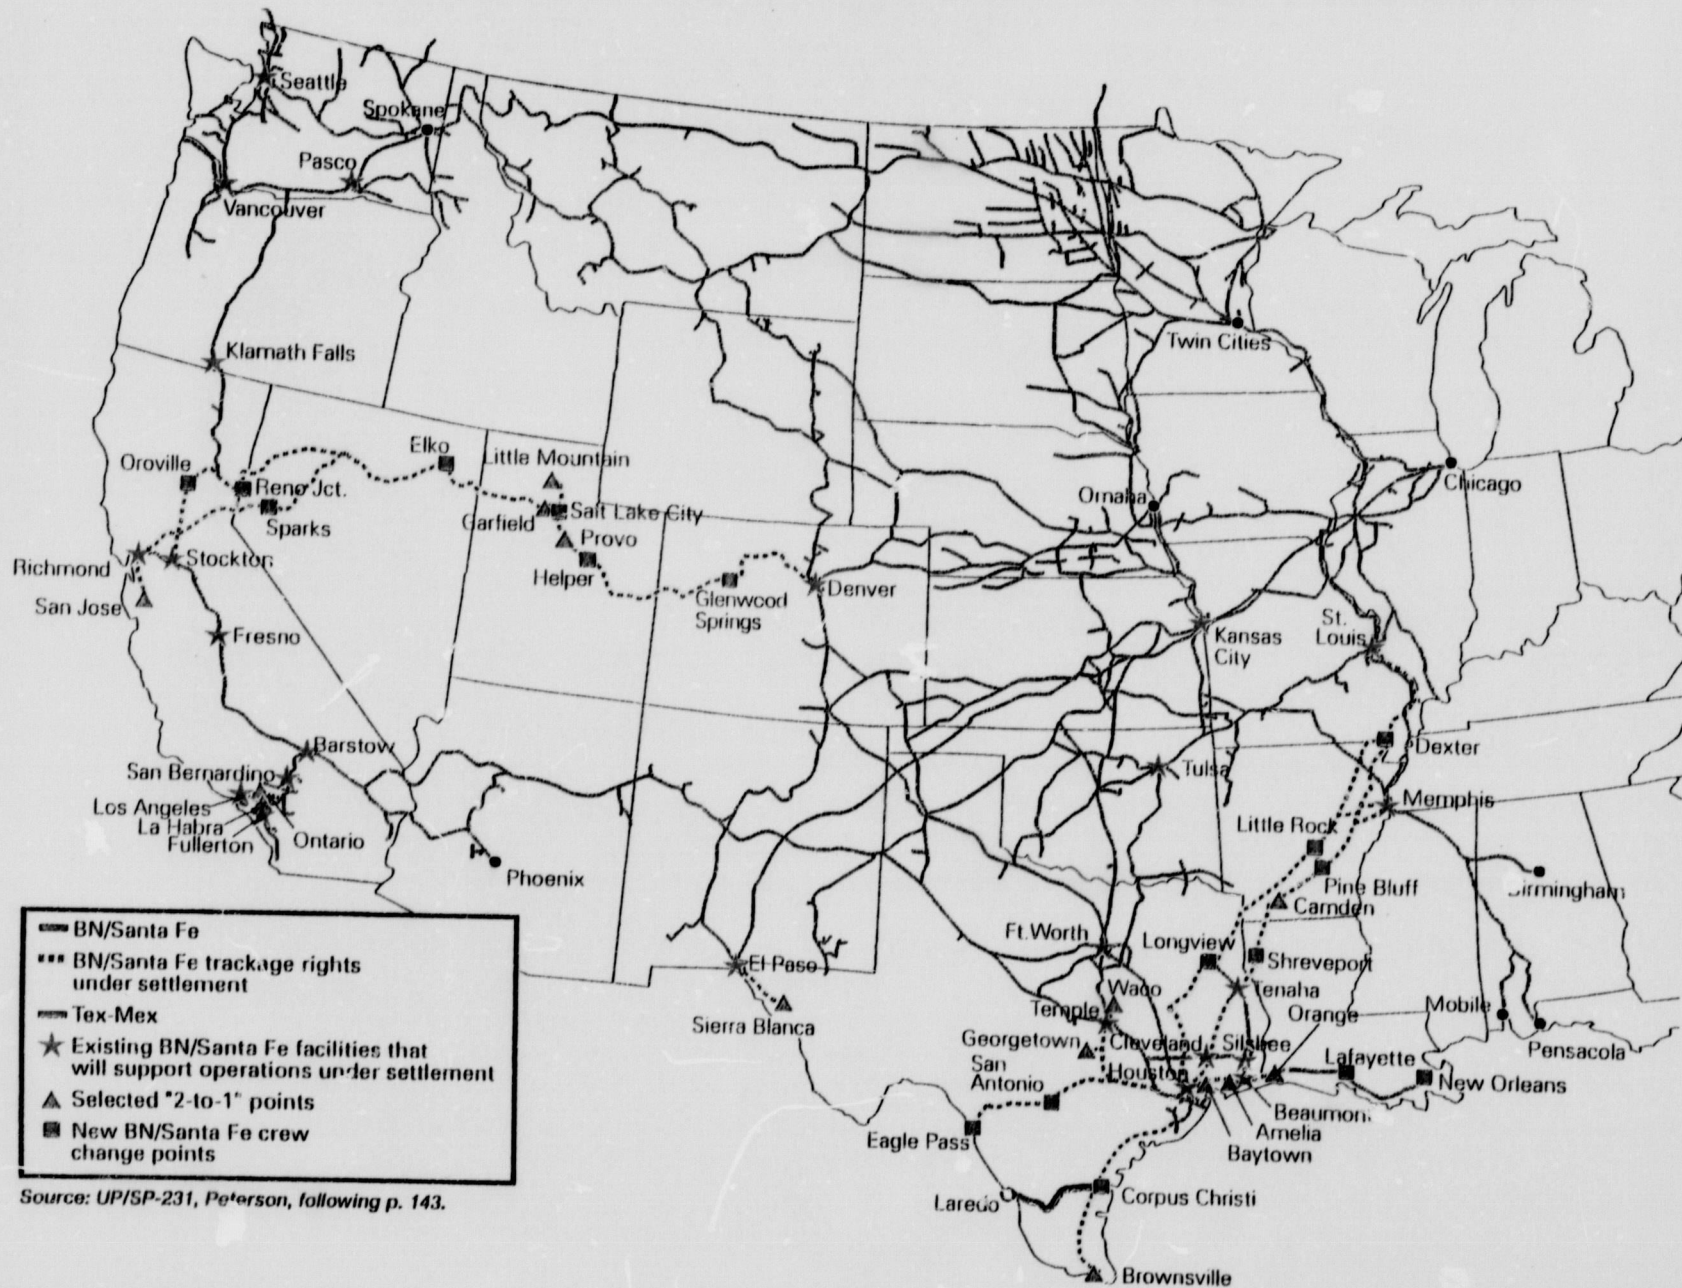 Seattle
Spokane
Pasco
Vancouver
Klamath Falls
Twin Cities
Oroville
Elko
Little Mountain
Reno Jct.
Sparks
Garfield
Salt Lake City
Provo
Helper
Richmond
Stockton
San Jose
Glenwood
Springs
Denver
Omaha
Chicago
Fresno
Kansas
City
St.
Louis
Barstow
San Bernardino
Los Angeles
La Habra
Fullerton
Ontario
Phoenix
Tulsa
Dexter
Memphis
Little Rock
Pine Bluff
Camden
Birmingham
Ft. Worth
Longview
Shreveport
El Paso
Sierra Blanca
Waco
Temple
Tenaha
Orange
Mobile
Pensacola
Georgetown
Cleveland
Silsbee
San
Antonio
Houston
Lafayette
New Orleans
Beaumont
Amelia
Baytown
Eagle Pass
Laredo
Corpus Christi
Brownsville
BN/Santa Fe
BN/Santa Fe trackage rights
under settlement
Tex-Mex
Existing BN/Santa Fe facilities that
will support operations under settlement
Selected "2-to-1" points
New BN/Santa Fe crew
change points
Source: UP/SP-231, Peterson, following p. 143.